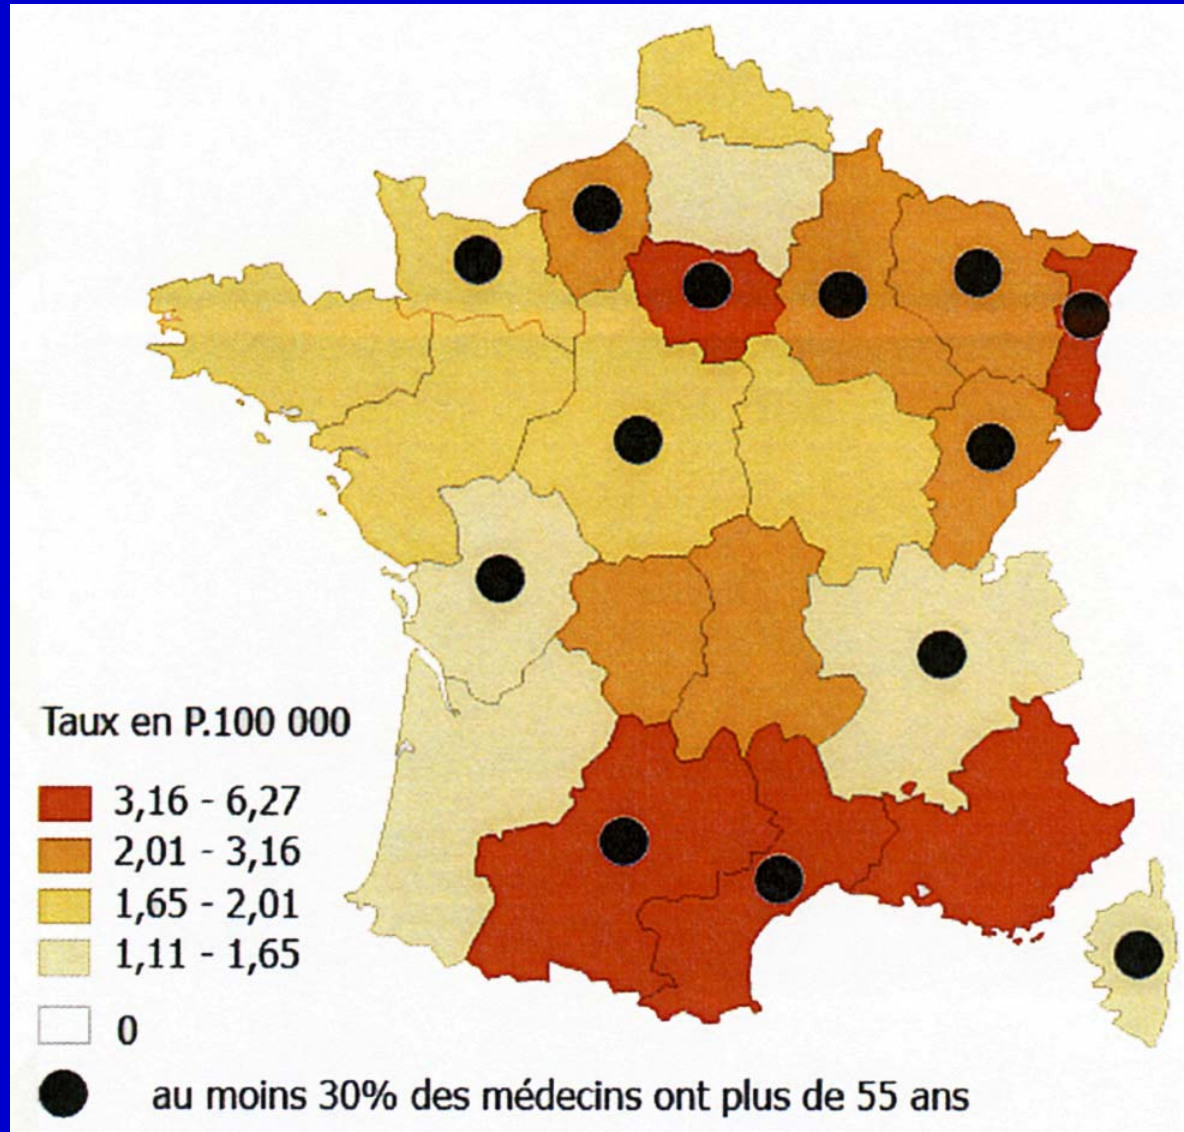 Taux en P.100 000
3,16 - 6,27
2,01 - 3,16
1,65 - 2,01
1,11 - 1,65
0
au moins 30% des médecins ont plus de 55 ans